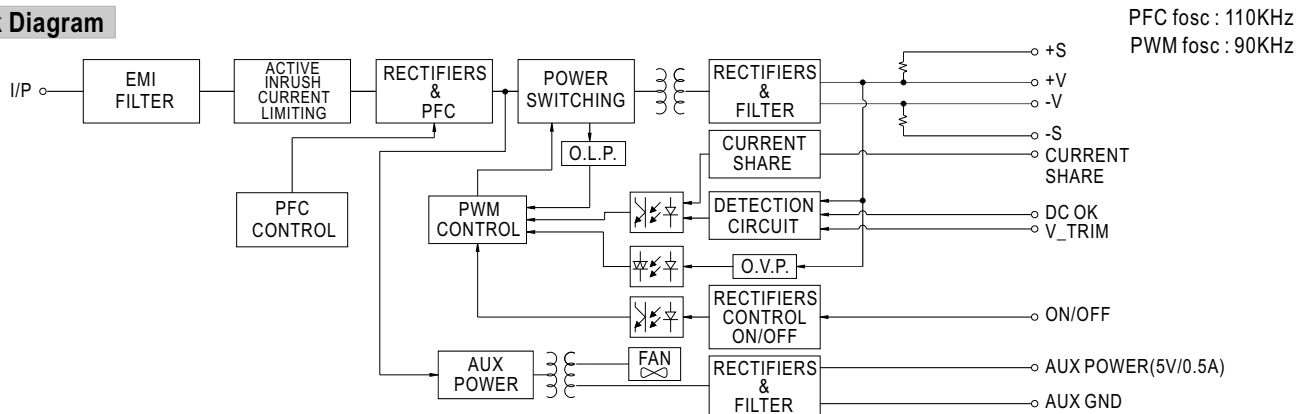 Diagram
PFC fosc : 110KHz
PWM fosc : 90KHz
I/P
EMI
FILTER
ACTIVE
INRUSH
CURRENT
LIMITING
RECTIFIERS
&
PFC
POWER
SWITCHING
RECTIFIERS
&
FILTER
+S
+V
-V
-S
O.L.P.
CURRENT
SHARE
CURRENT
SHARE
PFC
CONTROL
PWM
CONTROL
DETECTION
CIRCUIT
DC OK
V_TRIM
O.V.P.
RECTIFIERS
CONTROL
ON/OFF
ON/OFF
AUX
POWER
FAN
RECTIFIERS
&
FILTER
AUX POWER(5V/0.5A)
AUX GND